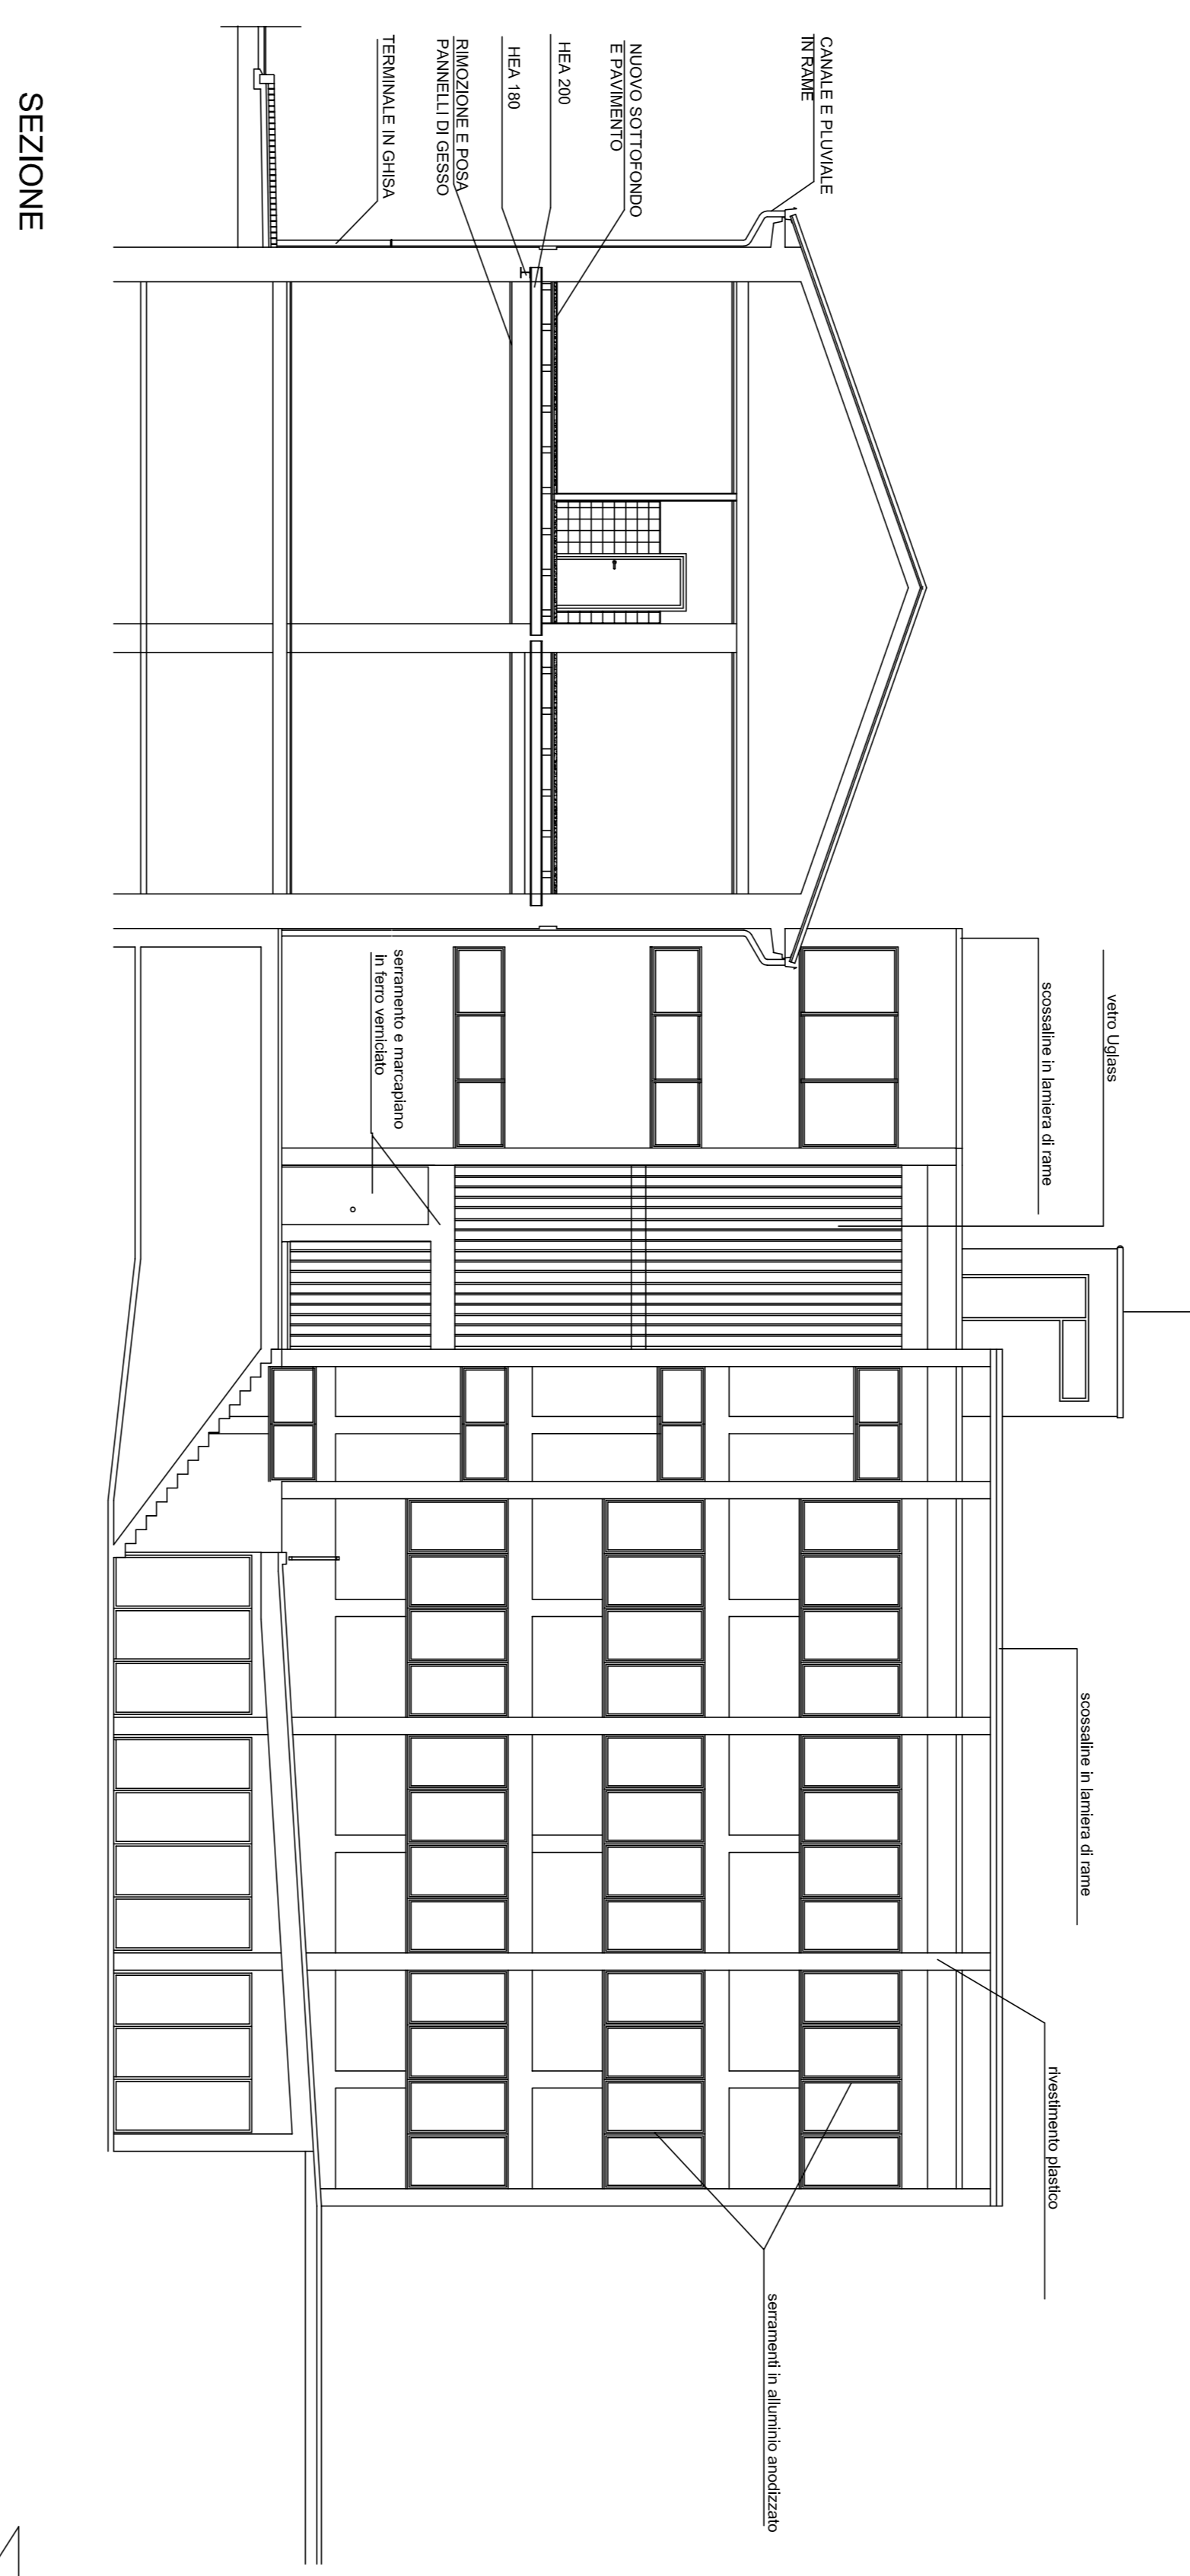 CANALE E PLUVIALE
IN RAME
NUOVO SOTTOFONDO
E PAVIMENTO
HEA 200
HEA 180
RIMOZIONE E POSA
PANNELLI DI GESSO
TERMINALE IN GHISA
SEZIONE
vetro Uglass
scossaline in lamiera di rame
serramento e marcapiano
in ferro verniciato
scossaline in lamiera di rame
rivestimento plastico
serramenti in alluminio anodizzato